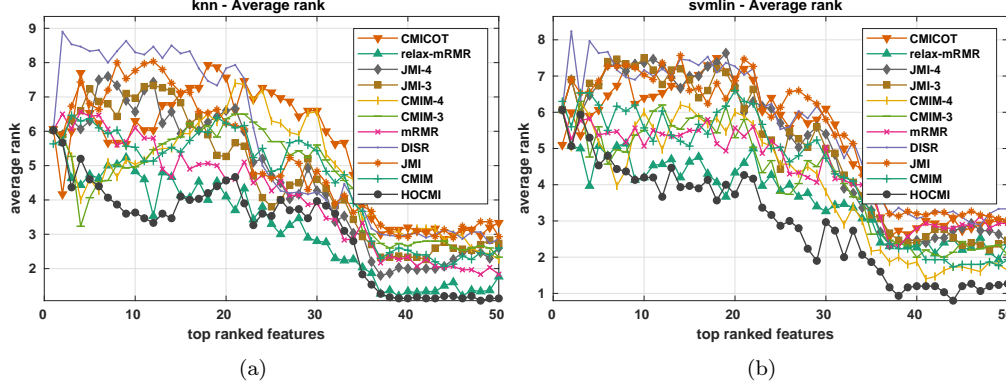 knn - Average rank
9
8
7
6
5
4
3
2
average rank
0
10
20
30
40
50
top ranked features
CMICOT
relax-mRMR
JMI-4
JMI-3
CMIM-4
CMIM-3
mRMR
DISR
JMI
CMIM
HOCMI
(a)
svmlin - Average rank
8
7
6
5
4
3
2
1
average rank
0
10
20
30
40
50
top ranked features
CMICOT
relax-mRMR
JMI-4
JMI-3
CMIM-4
CMIM-3
mRMR
DISR
JMI
CMIM
HOCMI
(b)